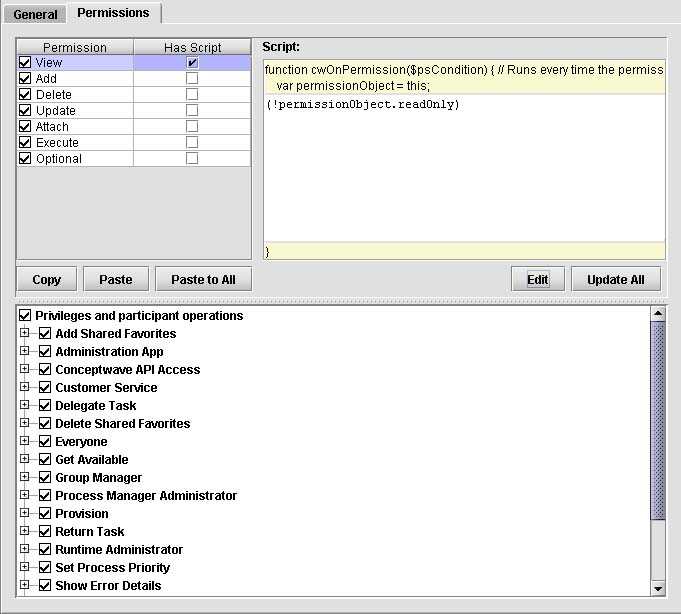 General Permissions
Permission Has Script
View
Add
Delete
Update
Attach
Execute
Optional
Script:
function cwOnPermission($psCondition) { // Runs every time the permiss
var permissionObject = this;
(!permissionObject.readOnly)
}
Copy Paste Paste to All Edit Update All
Privileges and participant operations
Add Shared Favorites
Administration App
Conceptwave API Access
Customer Service
Delegate Task
Delete Shared Favorites
Everyone
Get Available
Group Manager
Process Manager Administrator
Provision
Return Task
Runtime Administrator
Set Process Priority
Show Error Details